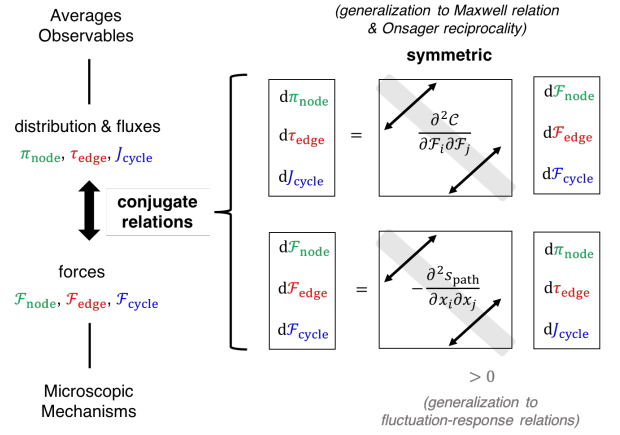 Averages
Observables
(generalization to Maxwell relation
& Onsager reciprocality)
symmetric
distribution & fluxes
π_node, τ_edge, J_cycle
conjugate
relations
forces
ℱ_node, ℱ_edge, ℱ_cycle
Microscopic
Mechanisms
dπ_node
dτ_edge
dJ_cycle
=
∂²𝒞
∂ℱ_i ∂ℱ_j
dℱ_node
dℱ_edge
dℱ_cycle
dℱ_node
dℱ_edge
dℱ_cycle
=
− ∂²s_path
∂x_i ∂x_j
dπ_node
dτ_edge
dJ_cycle
> 0
(generalization to
fluctuation-response relations)